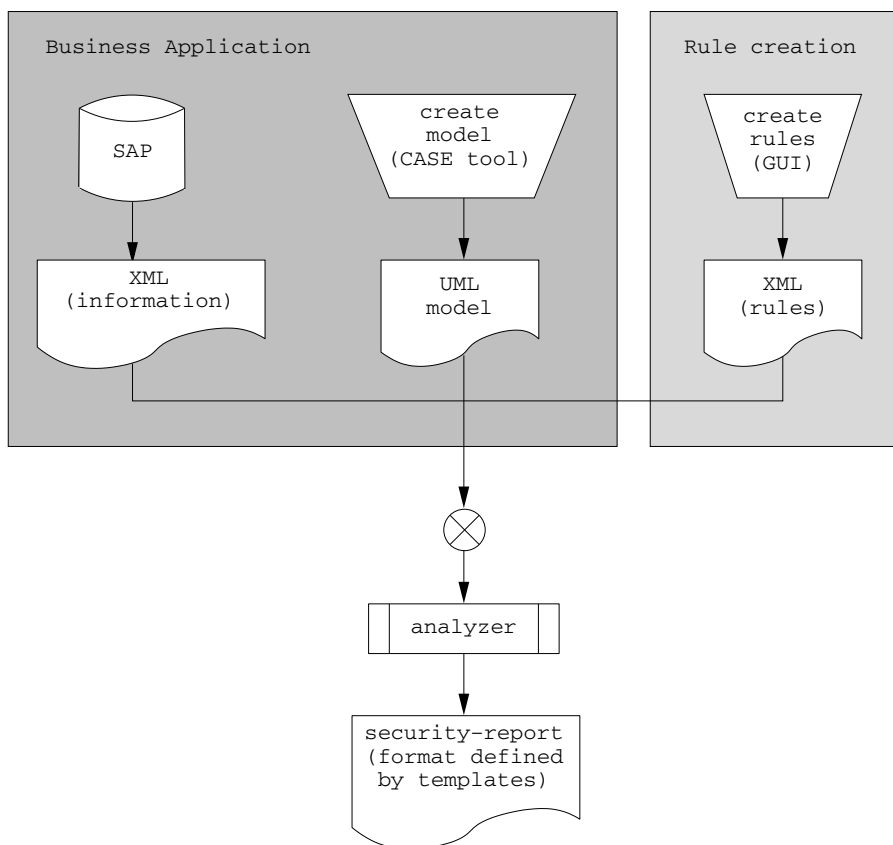 Business Application
Rule creation
SAP
create
model
(CASE tool)
create
rules
(GUI)
XML
(information)
UML
model
XML
(rules)
analyzer
security-report
(format defined
by templates)